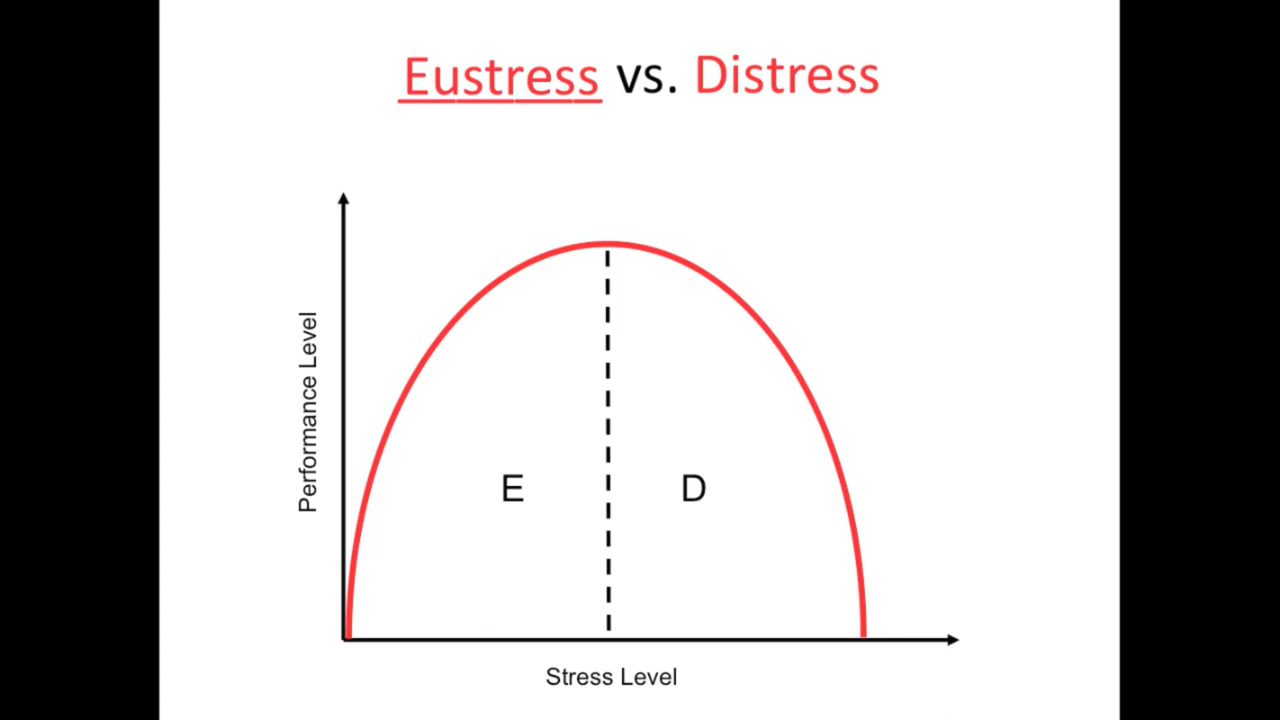 Eustress vs. Distress
Performance Level
E
D
Stress Level